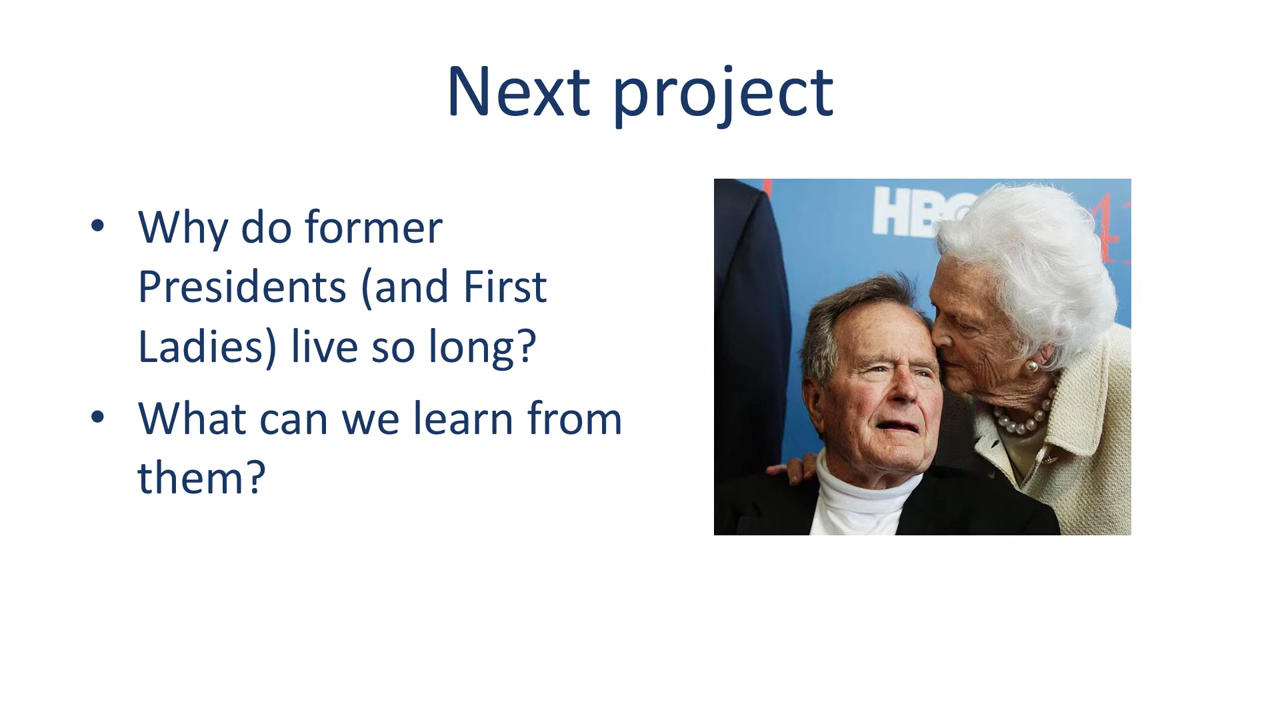 Next project
• Why do former
Presidents (and First
Ladies) live so long?
• What can we learn from
them?
HBO
41